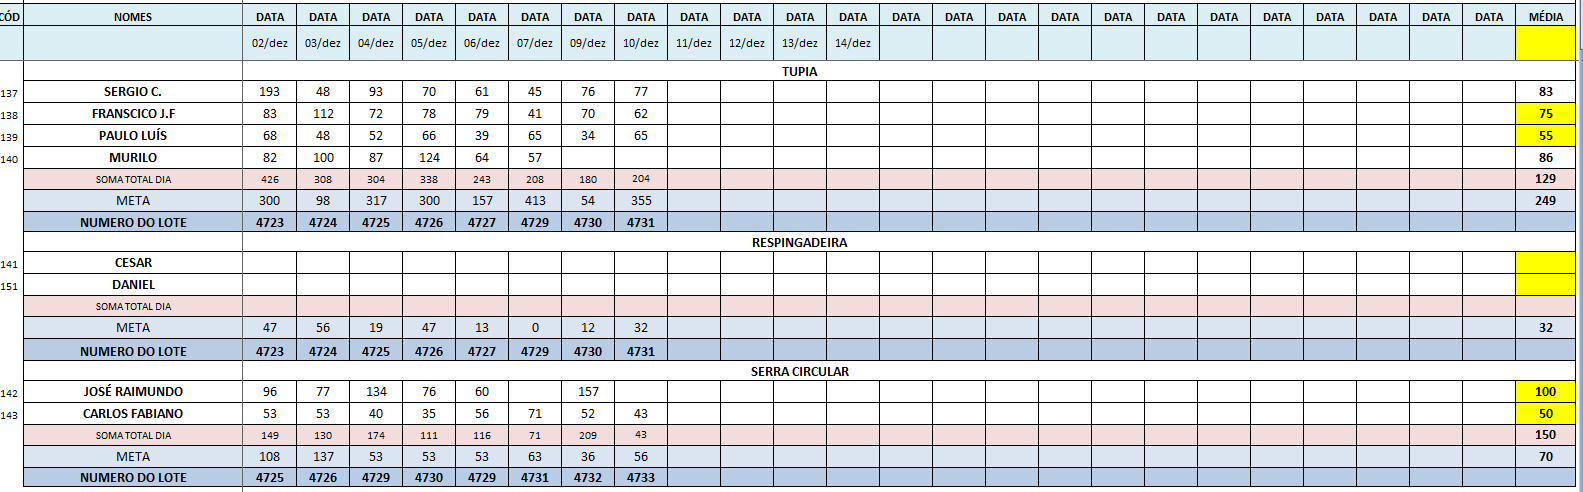 CÓD NOMES DATA DATA DATA DATA DATA DATA DATA DATA DATA DATA DATA DATA DATA DATA DATA DATA DATA DATA DATA DATA DATA DATA DATA DATA MÉDIA
02/dez 03/dez 04/dez 05/dez 06/dez 07/dez 09/dez 10/dez 11/dez 12/dez 13/dez 14/dez
TUPIA
137 SERGIO C. 193 48 93 70 61 45 76 77 83
138 FRANSCICO J.F 83 112 72 78 79 41 70 62 75
139 PAULO LUÍS 68 48 52 66 39 65 34 65 55
140 MURILO 82 100 87 124 64 57 86
SOMA TOTAL DIA 426 308 304 338 243 208 180 204 129
META 300 98 317 300 157 413 54 355 249
NUMERO DO LOTE 4723 4724 4725 4726 4727 4729 4730 4731
RESPINGADEIRA
141 CESAR
151 DANIEL
SOMA TOTAL DIA
META 47 56 19 47 13 0 12 32 32
NUMERO DO LOTE 4723 4724 4725 4726 4727 4729 4730 4731
SERRA CIRCULAR
142 JOSÉ RAIMUNDO 96 77 134 76 60 157 100
143 CARLOS FABIANO 53 53 40 35 56 71 52 43 50
SOMA TOTAL DIA 149 130 174 111 116 71 209 43 150
META 108 137 53 53 53 63 36 56 70
NUMERO DO LOTE 4725 4726 4729 4730 4729 4731 4732 4733